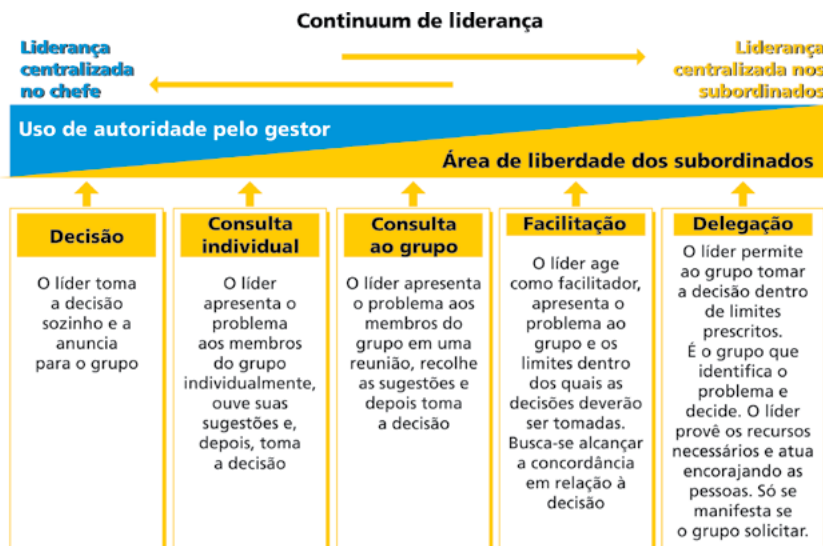 Continuum de liderança
Liderança
centralizada
no chefe
Liderança
centralizada nos
subordinados
Uso de autoridade pelo gestor
Área de liberdade dos subordinados
Decisão
O líder toma
a decisão
sozinho e a
anuncia
para o grupo
Consulta
individual
O líder
apresenta o
problema
aos membros
do grupo
individualmente,
ouve suas
sugestões e,
depois, toma
a decisão
Consulta
ao grupo
O líder apresenta
o problema aos
membros do
grupo em uma
reunião, recolhe
as sugestões e
depois toma
a decisão
Facilitação
O líder age
como facilitador,
apresenta o
problema ao
grupo e os
limites dentro
dos quais as
decisões deverão
ser tomadas.
Busca-se alcançar
a concordância
em relação à
decisão
Delegação
O líder permite
ao grupo tomar
a decisão dentro
de limites
prescritos.
É o grupo que
identifica o
problema e
decide. O líder
provê os recursos
necessários e atua
encorajando as
pessoas. Só se
manifesta se
o grupo solicitar.